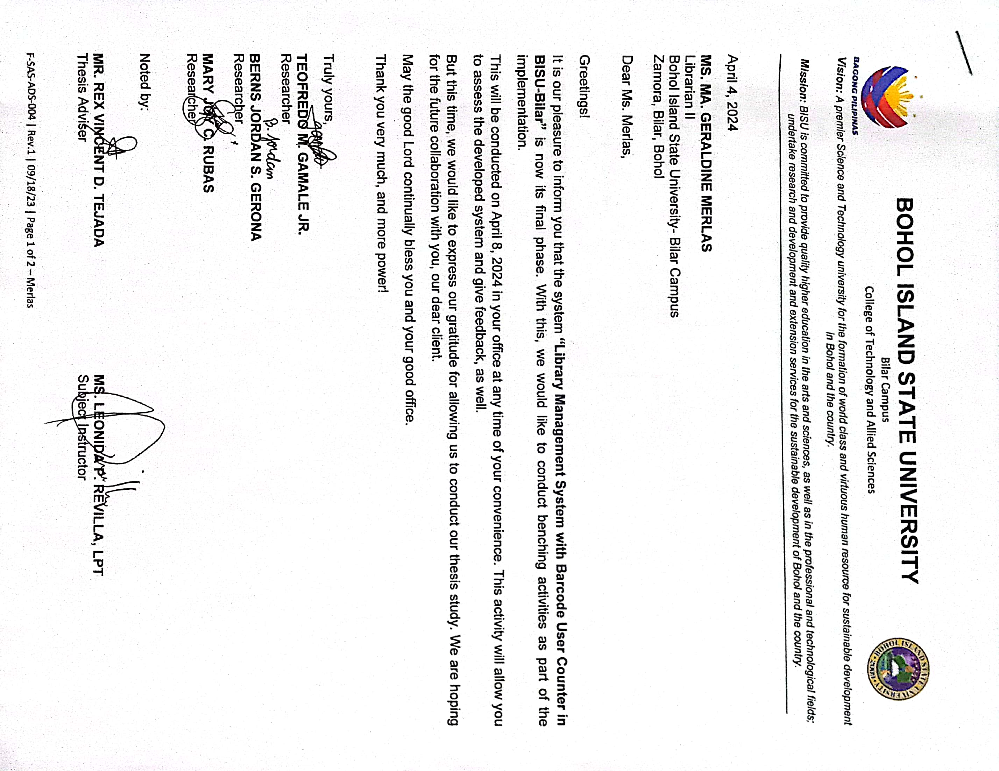 BAGONG PILIPINAS
BOHOL ISLAND STATE UNIVERSITY
Bilar Campus
College of Technology and Allied Sciences
BOHOL ISLAND STATE UNIVERSITY
2009
Vision: A premier Science and Technology university for the formation of world class and virtuous human resource for sustainable development
in Bohol and the country.
Mission: BISU is committed to provide quality higher education in the arts and sciences, as well as in the professional and technological fields;
undertake research and development and extension services for the sustainable development of Bohol and the country.
April 4, 2024
MS. MA. GERALDINE MERLAS
Librarian II
Bohol Island State University- Bilar Campus
Zamora, Bilar, Bohol
Dear Ms. Merlas,
Greetings!
It is our pleasure to inform you that the system “Library Management System with Barcode User Counter in
BISU-Bilar” is now its final phase. With this, we would like to conduct benching activities as part of the
implementation.
This will be conducted on April 8, 2024 in your office at any time of your convenience. This activity will allow you
to assess the developed system and give feedback, as well.
But this time, we would like to express our gratitude for allowing us to conduct our thesis study. We are hoping
for the future collaboration with you, our dear client.
May the good Lord continually bless you and your good office.
Thank you very much, and more power!
Truly yours,
TEOFREDO M. GAMALE JR.
Researcher
B. Jordan
BERNS JORDAN S. GERONA
Researcher
MARY C. RUBAS
Researcher
Noted by:
MR. REX VINCENT D. TEJADA
Thesis Adviser
MS. LEONIDA P. REVILLA, LPT
Subject Instructor
F-SAS-ADS-004 | Rev.1 | 09/18/23 | Page 1 of 2 – Merlas